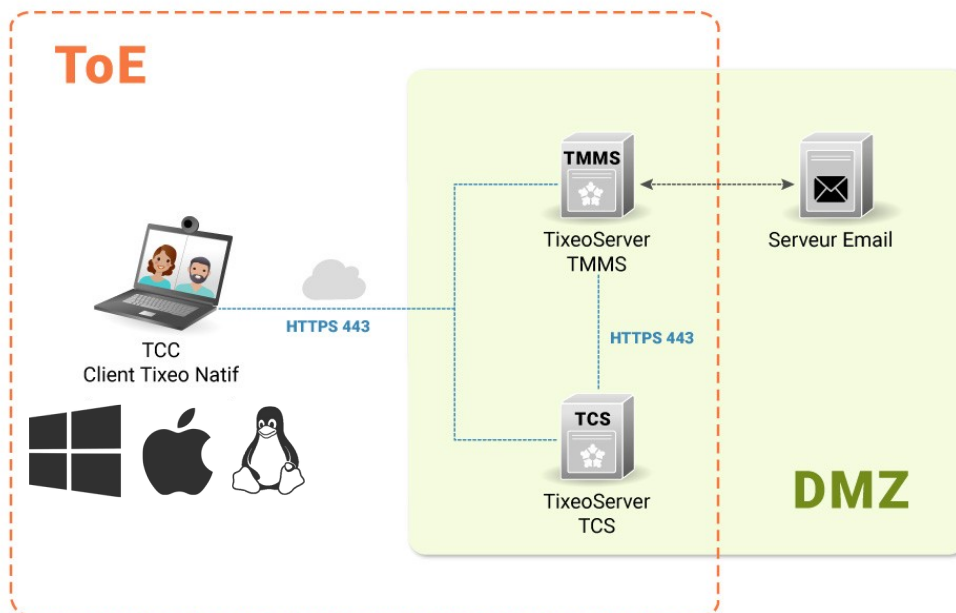 ToE
TMMS
TixeoServer
TMMS
Serveur Email
HTTPS 443
TCC
Client Tixeo Natif
HTTPS 443
TCS
TixeoServer
TCS
DMZ